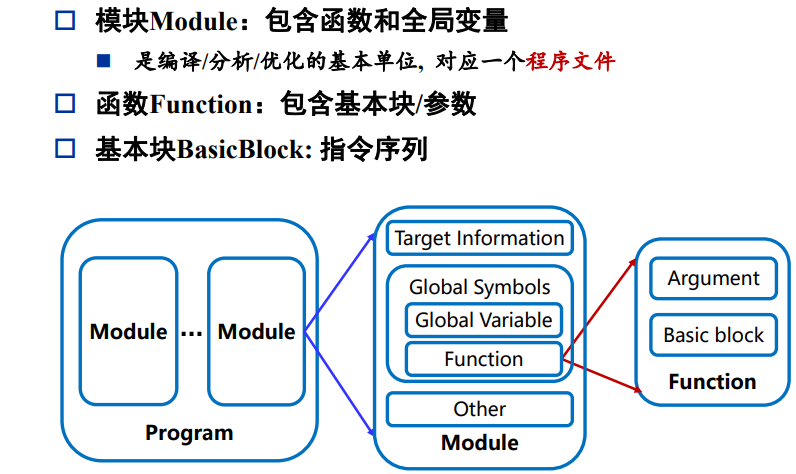 模块Module：包含函数和全局变量
是编译/分析/优化的基本单位, 对应一个程序文件
函数Function：包含基本块/参数
基本块BasicBlock: 指令序列
Module
...
Module
Program
Target Information
Global Symbols
Global Variable
Function
Other
Module
Argument
Basic block
Function